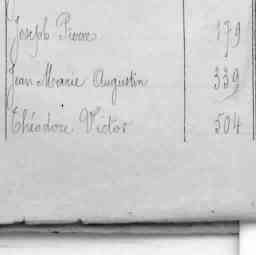 Joseph Pierre 179
Jean Marie Augustin 339
Théodore Victor 504